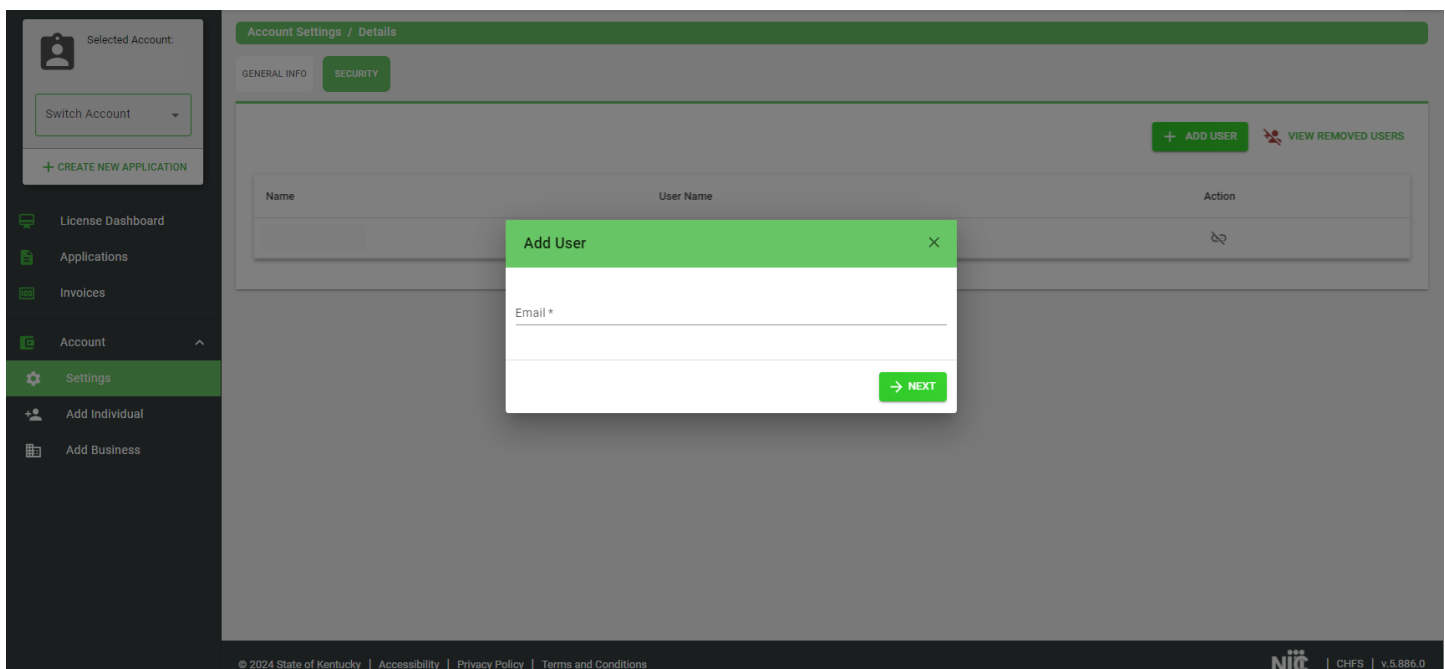 Selected Account:
Switch Account
+ CREATE NEW APPLICATION
License Dashboard
Applications
Invoices
Account
Settings
Add Individual
Add Business
Account Settings / Details
GENERAL INFO
SECURITY
+ ADD USER
VIEW REMOVED USERS
Name User Name Action
Add User
Email *
NEXT
© 2024 State of Kentucky | Accessibility | Privacy Policy | Terms and Conditions
NIC | CHFS | v.5.886.0